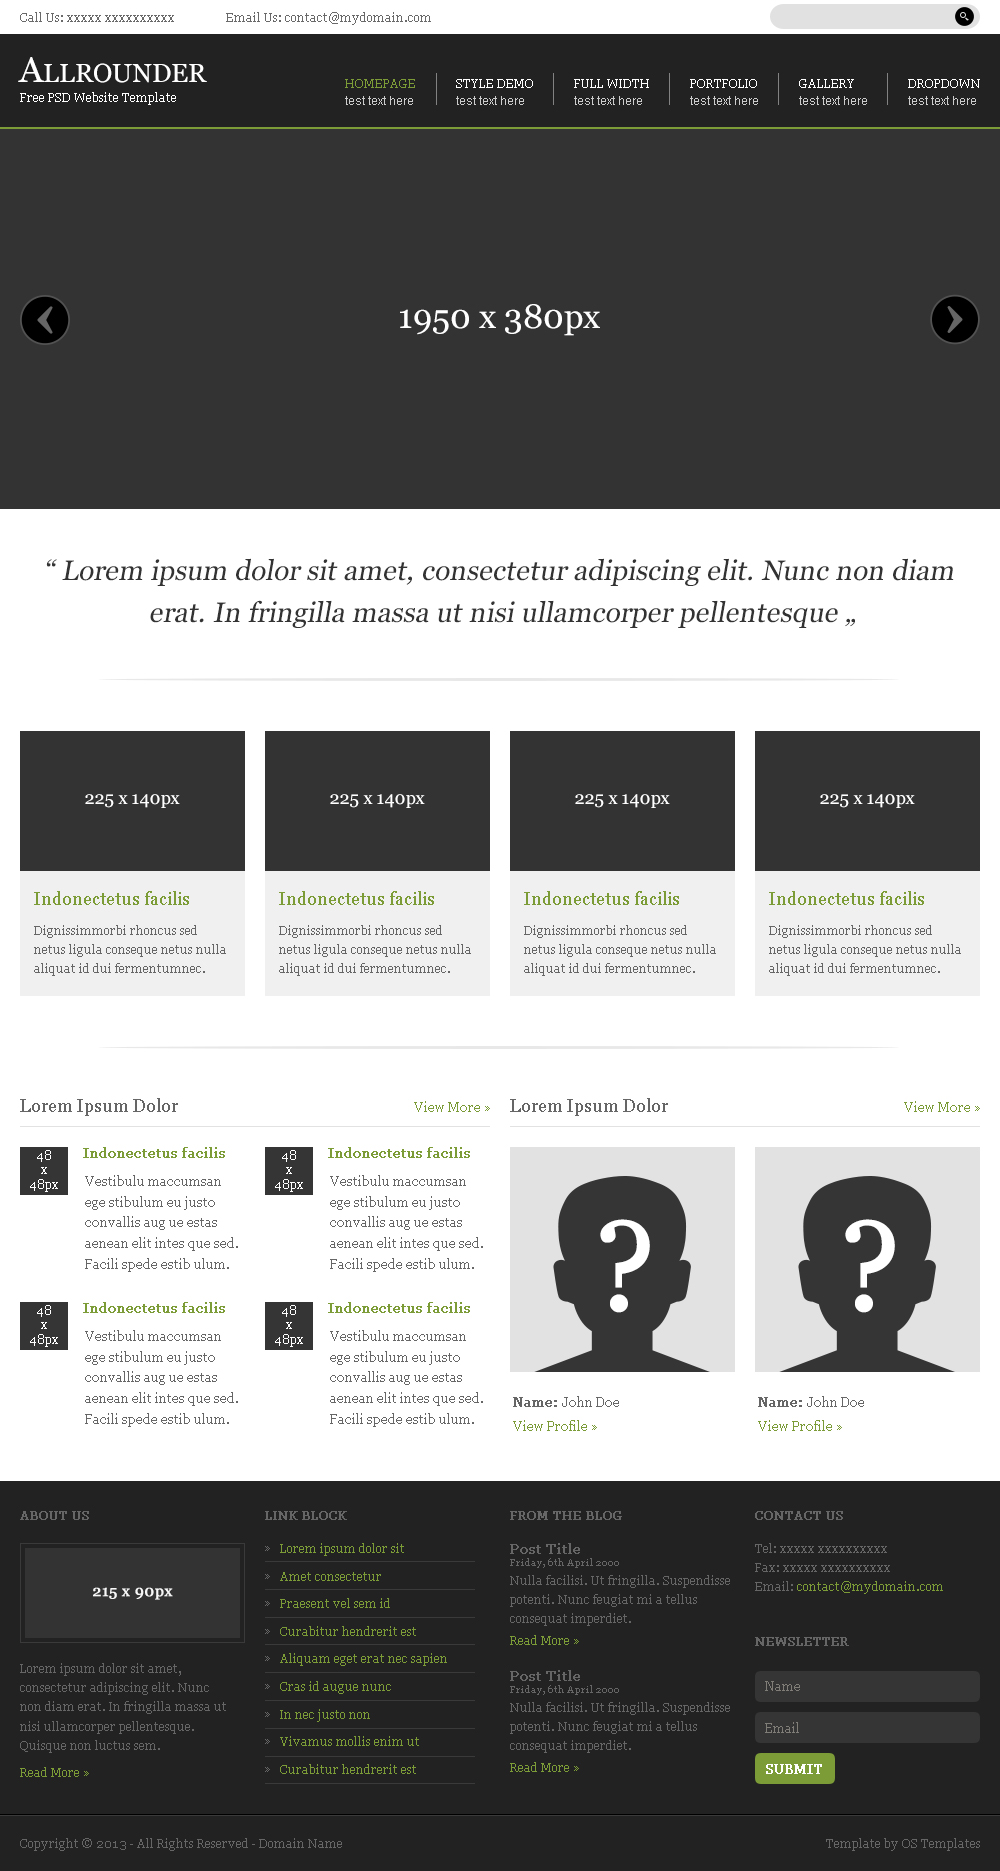 Call Us: xxxxx xxxxxxxxxx
Email Us: contact@mydomain.com
ALLROUNDER
Free PSD Website Template
HOMEPAGE
test text here
STYLE DEMO
test text here
FULL WIDTH
test text here
PORTFOLIO
test text here
GALLERY
test text here
DROPDOWN
test text here
1950 x 380px
“ Lorem ipsum dolor sit amet, consectetur adipiscing elit. Nunc non diam
erat. In fringilla massa ut nisi ullamcorper pellentesque „
225 x 140px
Indonectetus facilis
Dignissimmorbi rhoncus sed
netus ligula conseque netus nulla
aliquat id dui fermentumnec.
225 x 140px
Indonectetus facilis
Dignissimmorbi rhoncus sed
netus ligula conseque netus nulla
aliquat id dui fermentumnec.
225 x 140px
Indonectetus facilis
Dignissimmorbi rhoncus sed
netus ligula conseque netus nulla
aliquat id dui fermentumnec.
225 x 140px
Indonectetus facilis
Dignissimmorbi rhoncus sed
netus ligula conseque netus nulla
aliquat id dui fermentumnec.
Lorem Ipsum Dolor
View More »
48
x
48px
Indonectetus facilis
Vestibulu maccumsan
ege stibulum eu justo
convallis aug ue estas
aenean elit intes que sed.
Facili spede estib ulum.
48
x
48px
Indonectetus facilis
Vestibulu maccumsan
ege stibulum eu justo
convallis aug ue estas
aenean elit intes que sed.
Facili spede estib ulum.
48
x
48px
Indonectetus facilis
Vestibulu maccumsan
ege stibulum eu justo
convallis aug ue estas
aenean elit intes que sed.
Facili spede estib ulum.
48
x
48px
Indonectetus facilis
Vestibulu maccumsan
ege stibulum eu justo
convallis aug ue estas
aenean elit intes que sed.
Facili spede estib ulum.
Lorem Ipsum Dolor
View More »
?
Name: John Doe
View Profile »
?
Name: John Doe
View Profile »
ABOUT US
215 x 90px
Lorem ipsum dolor sit amet,
consectetur adipiscing elit. Nunc
non diam erat. In fringilla massa ut
nisi ullamcorper pellentesque.
Quisque non luctus sem.
Read More »
LINK BLOCK
» Lorem ipsum dolor sit
» Amet consectetur
» Praesent vel sem id
» Curabitur hendrerit est
» Aliquam eget erat nec sapien
» Cras id augue nunc
» In nec justo non
» Vivamus mollis enim ut
» Curabitur hendrerit est
FROM THE BLOG
Post Title
Friday, 6th April 2000
Nulla facilisi. Ut fringilla. Suspendisse
potenti. Nunc feugiat mi a tellus
consequat imperdiet.
Read More »
Post Title
Friday, 6th April 2000
Nulla facilisi. Ut fringilla. Suspendisse
potenti. Nunc feugiat mi a tellus
consequat imperdiet.
Read More »
CONTACT US
Tel: xxxxx xxxxxxxxxx
Fax: xxxxx xxxxxxxxxx
Email: contact@mydomain.com
NEWSLETTER
Name
Email
SUBMIT
Copyright © 2013 - All Rights Reserved - Domain Name
Template by OS Templates